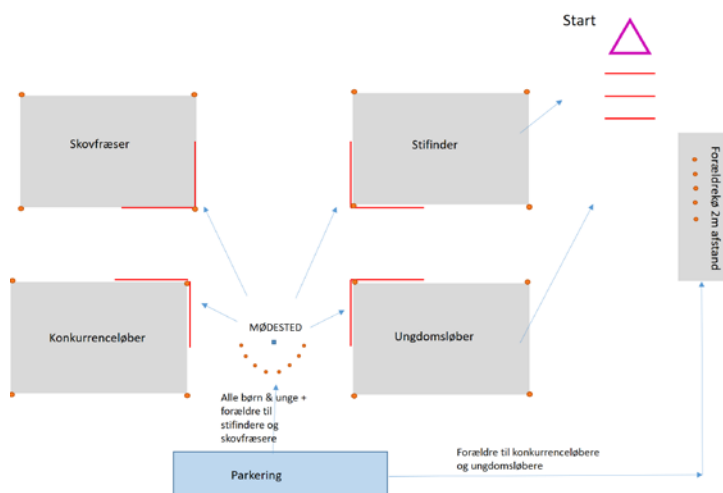 Start
Skovfræser
Stifinder
Forældrekø 2m afstand
Konkurrenceløber
MØDESTED
Ungdomsløber
Alle børn & unge +
forældre til
stifindere og
skovfræsere
Parkering
Forældre til konkurrenceløbere
og ungdomsløbere